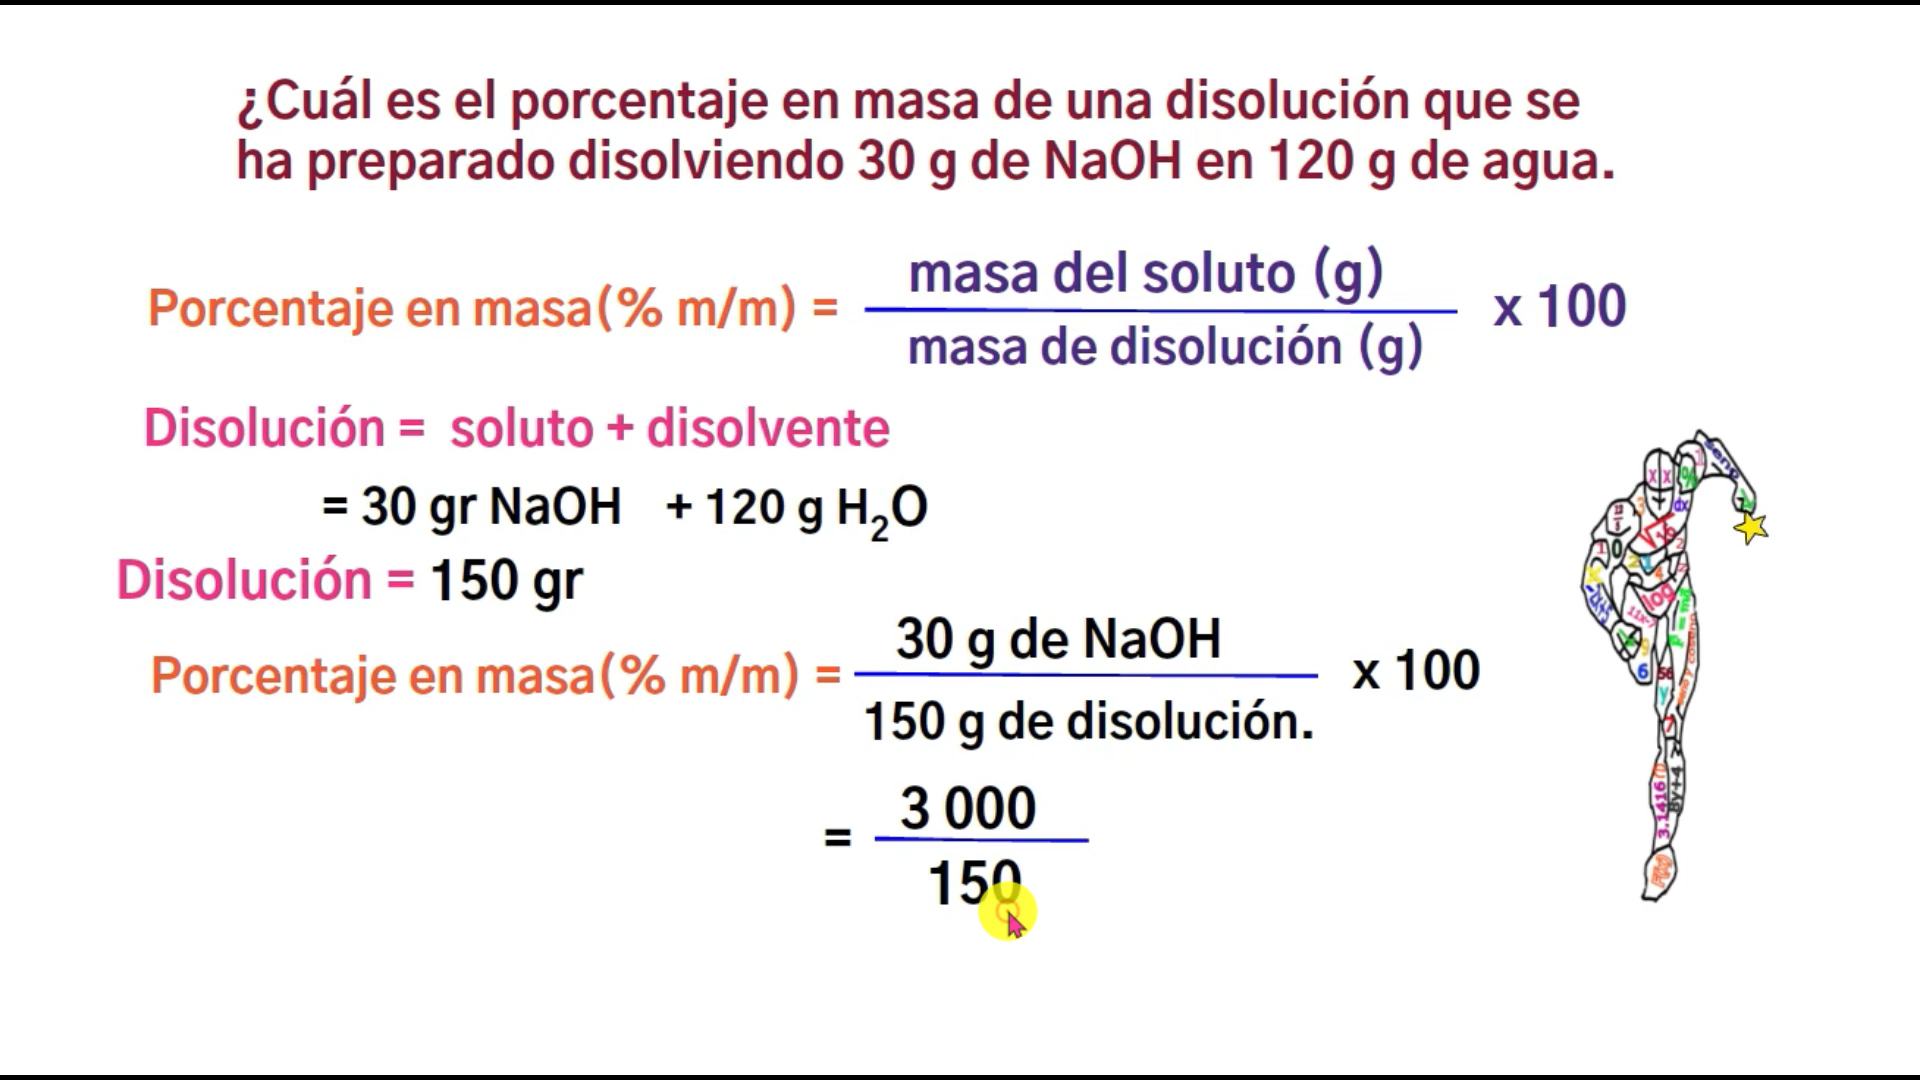 ¿Cuál es el porcentaje en masa de una disolución que se
ha preparado disolviendo 30 g de NaOH en 120 g de agua.
Porcentaje en masa(% m/m) = masa del soluto (g) x 100
masa de disolución (g)
Disolución = soluto + disolvente
= 30 gr NaOH + 120 g H₂O
Disolución = 150 gr
Porcentaje en masa(% m/m) = 30 g de NaOH x 100
150 g de disolución.
= 3 000
150